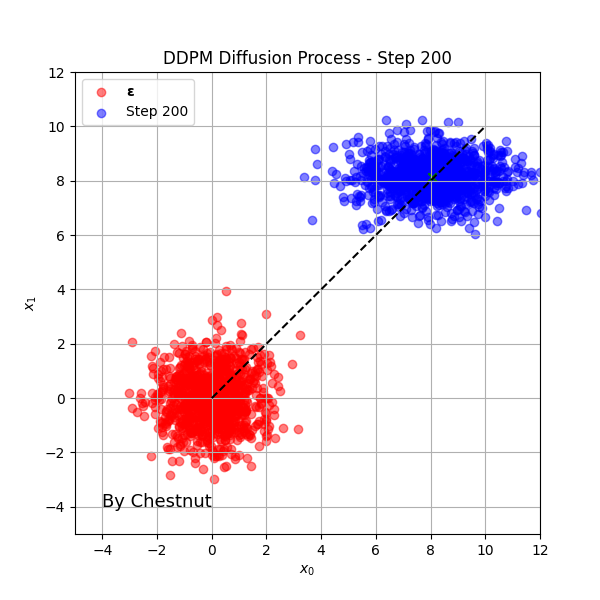 DDPM Diffusion Process - Step 200
ε
Step 200
12
10
8
6
4
2
0
−2
−4
x₁
By Chestnut
−4 −2 0 2 4 6 8 10 12
x₀